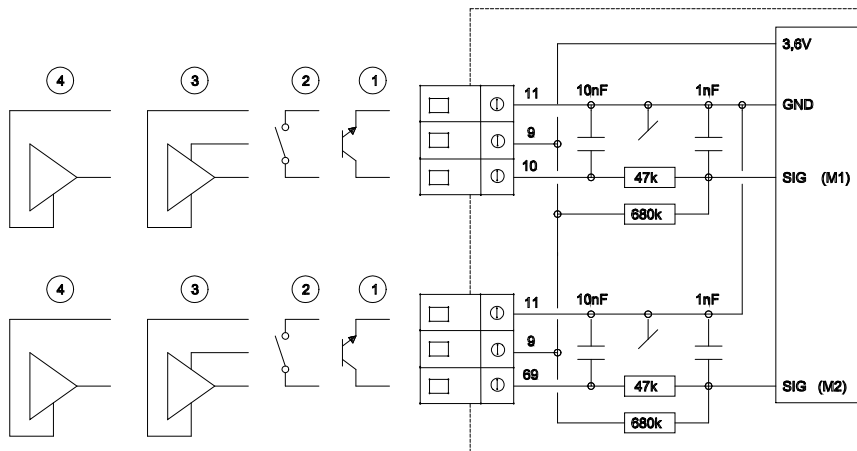 3,6V
4 3 2 1
11 10nF 1nF GND
9
10 47k SIG (M1)
680k
4 3 2 1
11 10nF 1nF
9
69 47k SIG (M2)
680k